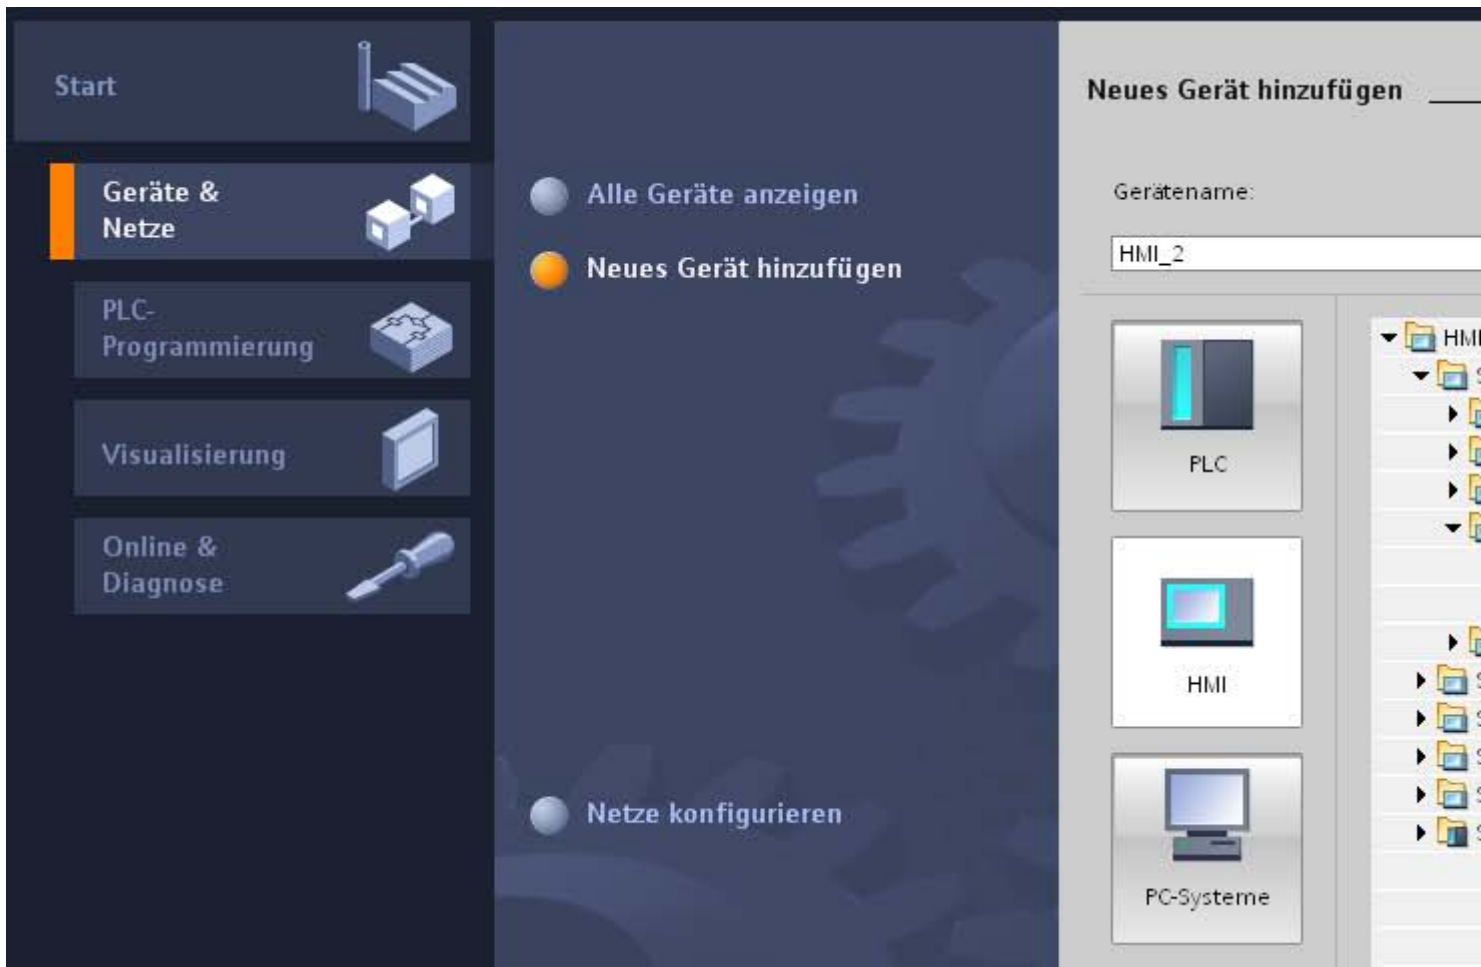 Start
Geräte &
Netze
PLC-
Programmierung
Visualisierung
Online &
Diagnose
Alle Geräte anzeigen
Neues Gerät hinzufügen
Netze konfigurieren
Neues Gerät hinzufügen
Gerätename:
HMI_2
PLC
HMI
PC-Systeme
HMI